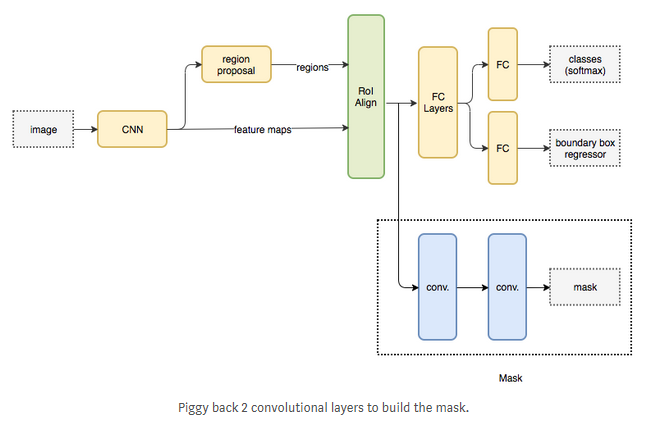 image
CNN
region
proposal
regions
feature maps
RoI
Align
FC
Layers
FC
classes
(softmax)
FC
boundary box
regressor
conv.
conv.
mask
Mask
Piggy back 2 convolutional layers to build the mask.